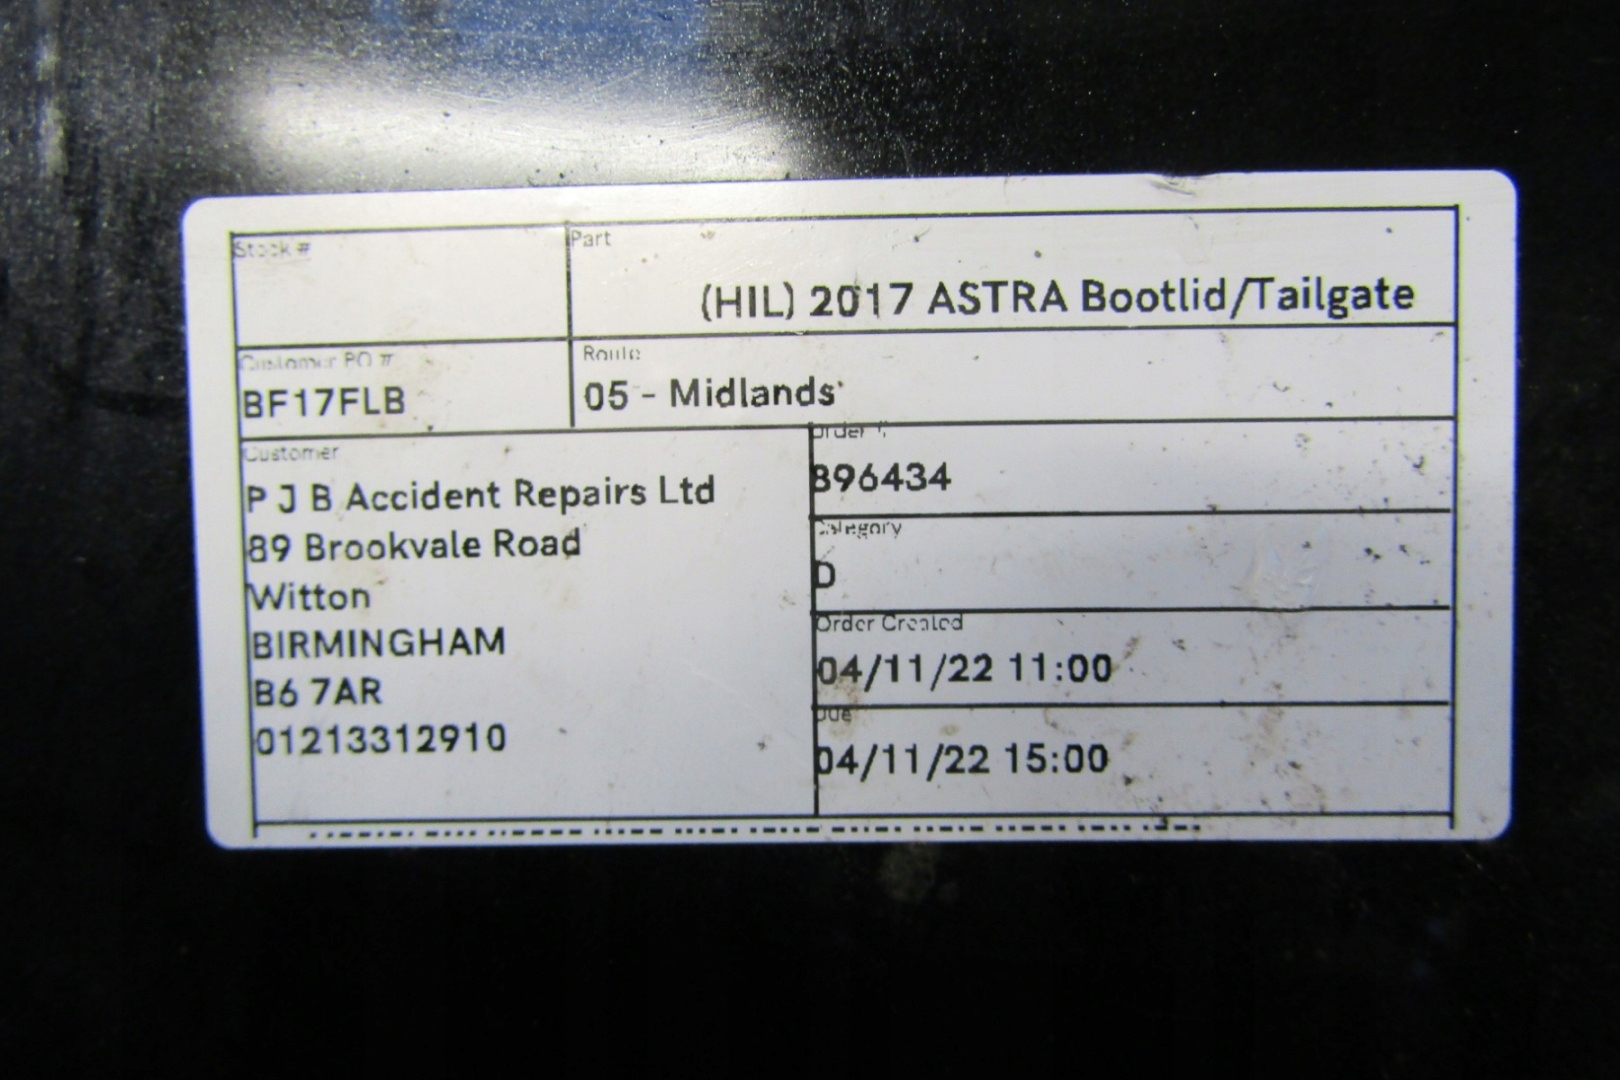 Stock #
Part
(HIL) 2017 ASTRA Bootlid/Tailgate
Customer PO #
BF17FLB
Route
05 - Midlands
Customer
P J B Accident Repairs Ltd
89 Brookvale Road
Witton
BIRMINGHAM
B6 7AR
01213312910
Order #
896434
Category
D
Order Created
04/11/22 11:00
Due
04/11/22 15:00